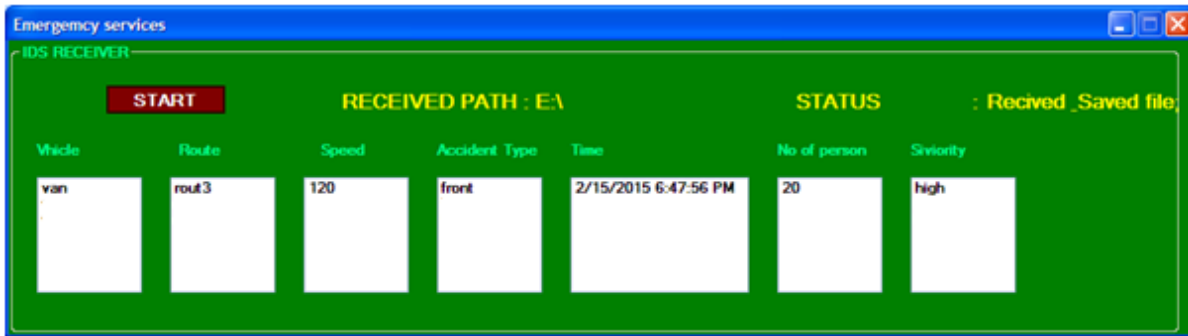 Emergemcy services
IDS RECEIVER
START RECEIVED PATH : E:\ STATUS : Recived _Saved file;
Vhicle Route Speed Accident Type Time No of person Siviority
van rout3 120 front 2/15/2015 6:47:56 PM 20 high